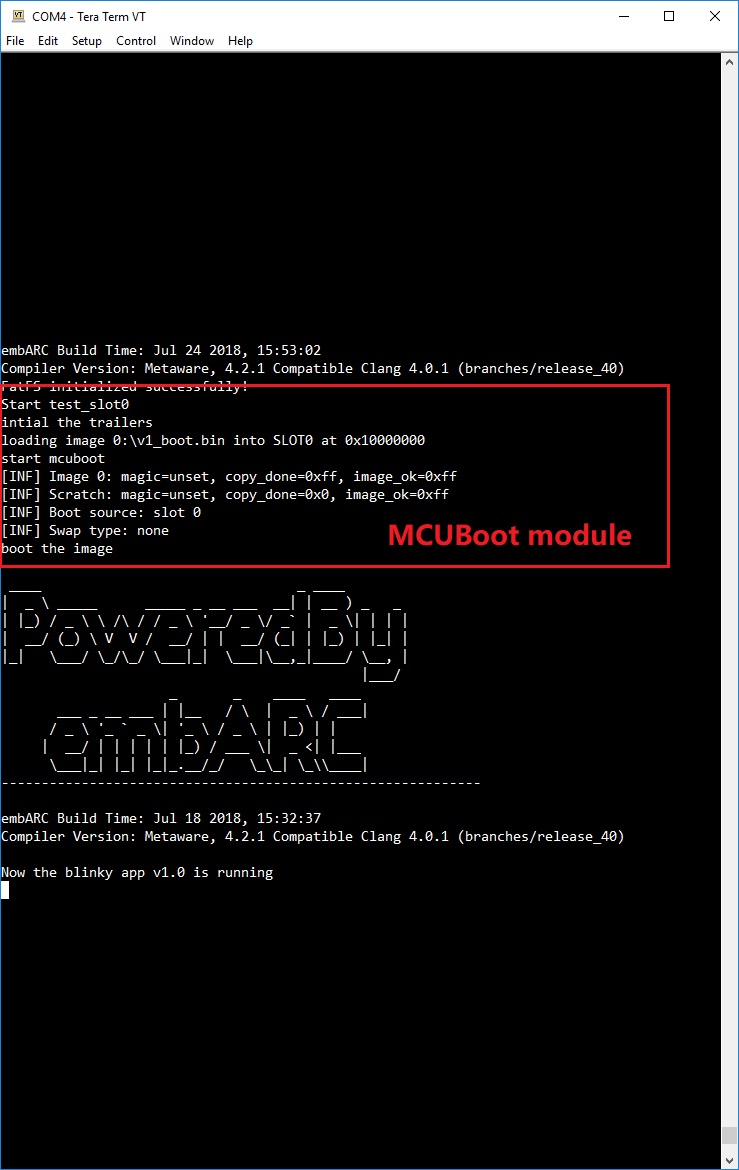 COM4 - Tera Term VT
File Edit Setup Control Window Help
embARC Build Time: Jul 24 2018, 15:53:02
Compiler Version: Metaware, 4.2.1 Compatible Clang 4.0.1 (branches/release_40)
FatFS initialized successfully!
Start test_slot0
intial the trailers
loading image 0:\v1_boot.bin into SLOT0 at 0x10000000
start mcuboot
[INF] Image 0: magic=unset, copy_done=0xff, image_ok=0xff
[INF] Scratch: magic=unset, copy_done=0x0, image_ok=0xff
[INF] Boot source: slot 0
[INF] Swap type: none
MCUBoot module
boot the image
Powered By
embARC
------------------------------------------------------------
embARC Build Time: Jul 18 2018, 15:32:37
Compiler Version: Metaware, 4.2.1 Compatible Clang 4.0.1 (branches/release_40)
Now the blinky app v1.0 is running